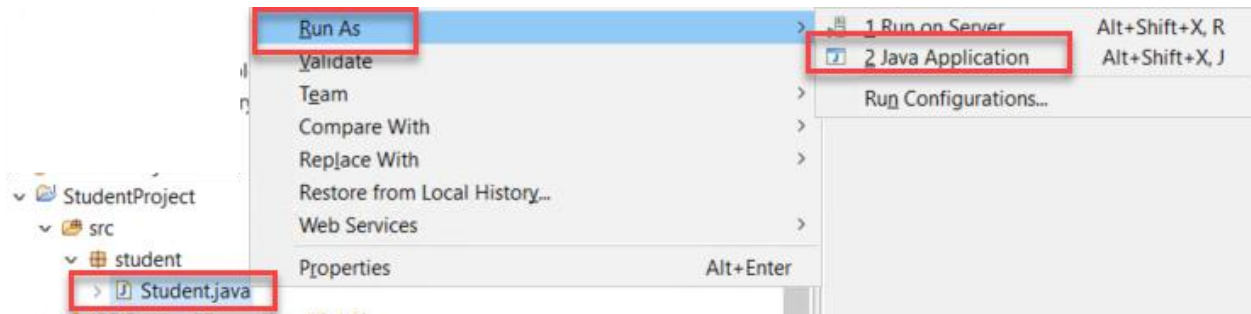 Run As
Validate
Team
Compare With
Replace With
Restore from Local History...
Web Services
Properties Alt+Enter
1 Run on Server Alt+Shift+X, R
2 Java Application Alt+Shift+X, J
Run Configurations...
StudentProject
src
student
Student.java